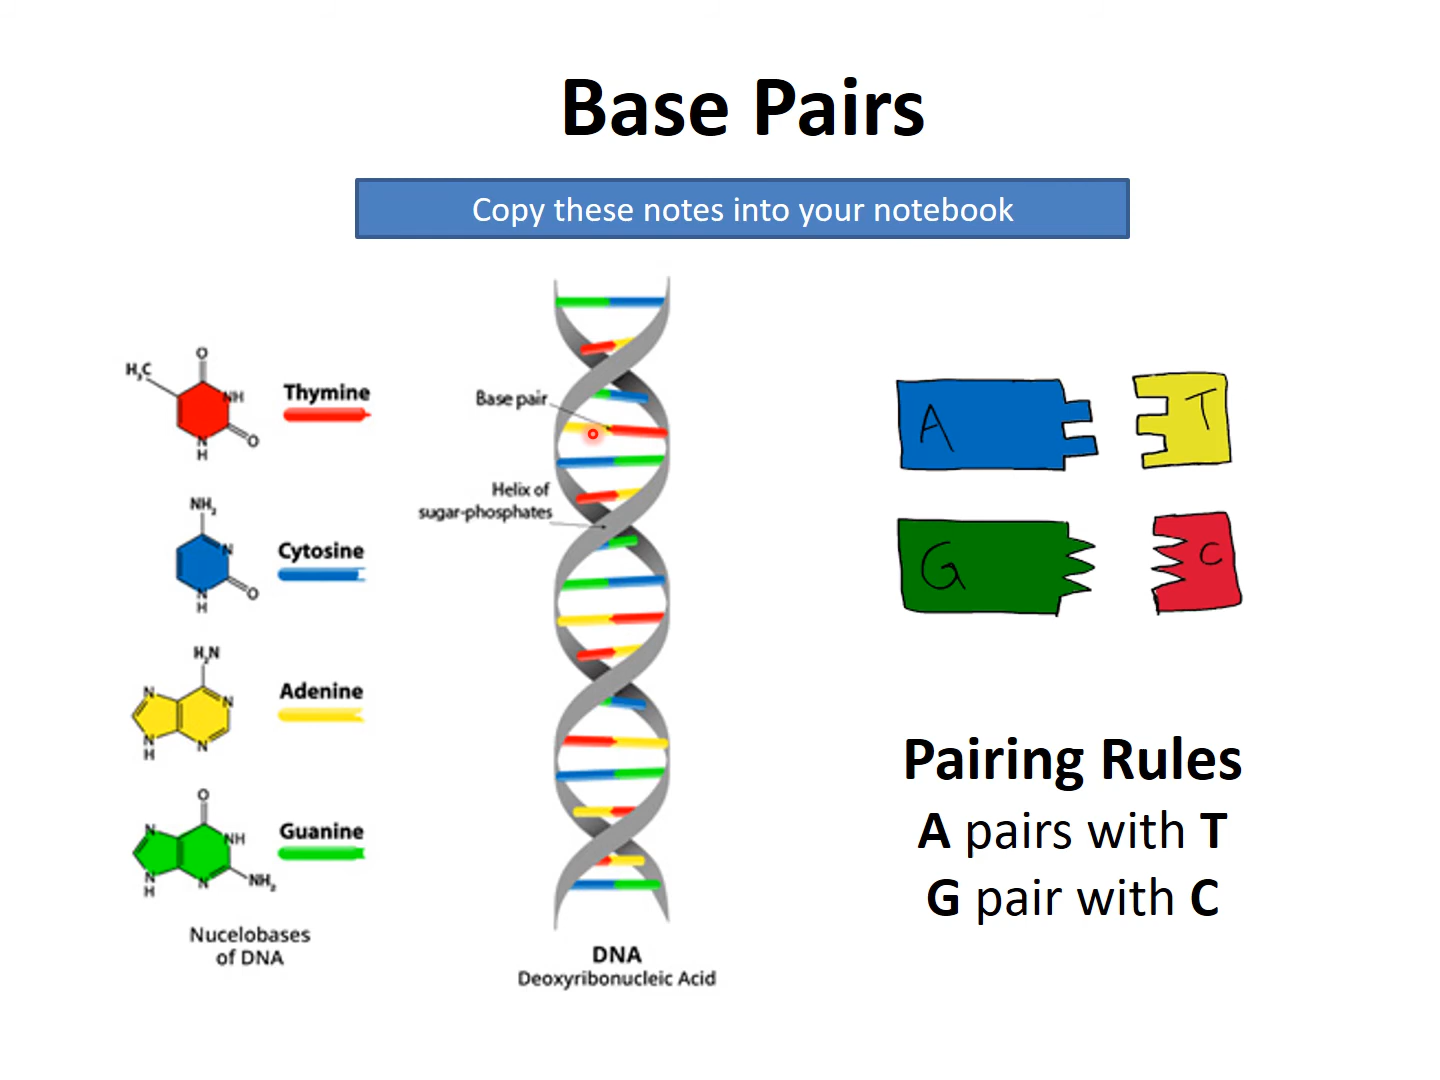 Base Pairs
Copy these notes into your notebook
H₃C
O
NH
O
N
H
Thymine
NH₂
N
O
N
H
Cytosine
H₂N
N
N
N
H
N
Adenine
O
N
NH
N
H
N
NH₂
Guanine
Nucelobases
of DNA
Base pair
Helix of
sugar-phosphates
DNA
Deoxyribonucleic Acid
A
T
G
C
Pairing Rules
A pairs with T
G pair with C